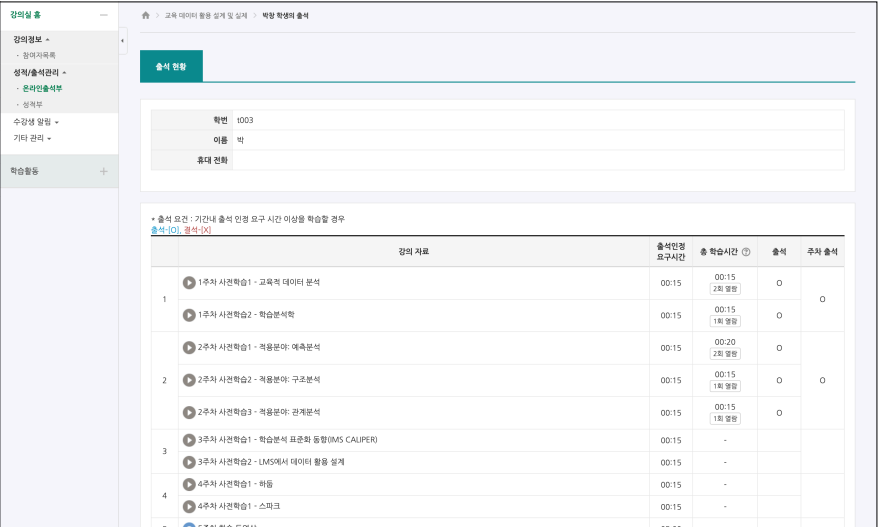 강의실 홈
강의정보
- 참여자목록
성적/출석관리
- 온라인출석부
- 성적부
수강생 알림
기타 관리
학습활동
교육 데이터 활용 설계 및 실제 > 박창 학생의 출석
출석 현황
학번 t003
이름 박
휴대 전화
* 출석 요건 : 기간내 출석 인정 요구 시간 이상을 학습할 경우
출석-[O], 결석-[X]
강의 자료 출석인정 요구시간 총 학습시간 출석 주차 출석
1
1주차 사전학습1 - 교육적 데이터 분석 00:15 00:15 2회 열람 O
O
1주차 사전학습2 - 학습분석학 00:15 00:15 1회 열람 O
2
2주차 사전학습1 - 적용분야: 예측분석 00:15 00:20 2회 열람 O
2주차 사전학습2 - 적용분야: 구조분석 00:15 00:15 1회 열람 O
O
2주차 사전학습3 - 적용분야: 관계분석 00:15 00:15 1회 열람 O
3
3주차 사전학습1 - 학습분석 표준화 동향(IMS CALIPER) 00:15 -
3주차 사전학습2 - LMS에서 데이터 활용 설계 00:15 -
4
4주차 사전학습1 - 하둡 00:15 -
4주차 사전학습1 - 스파크 00:15 -